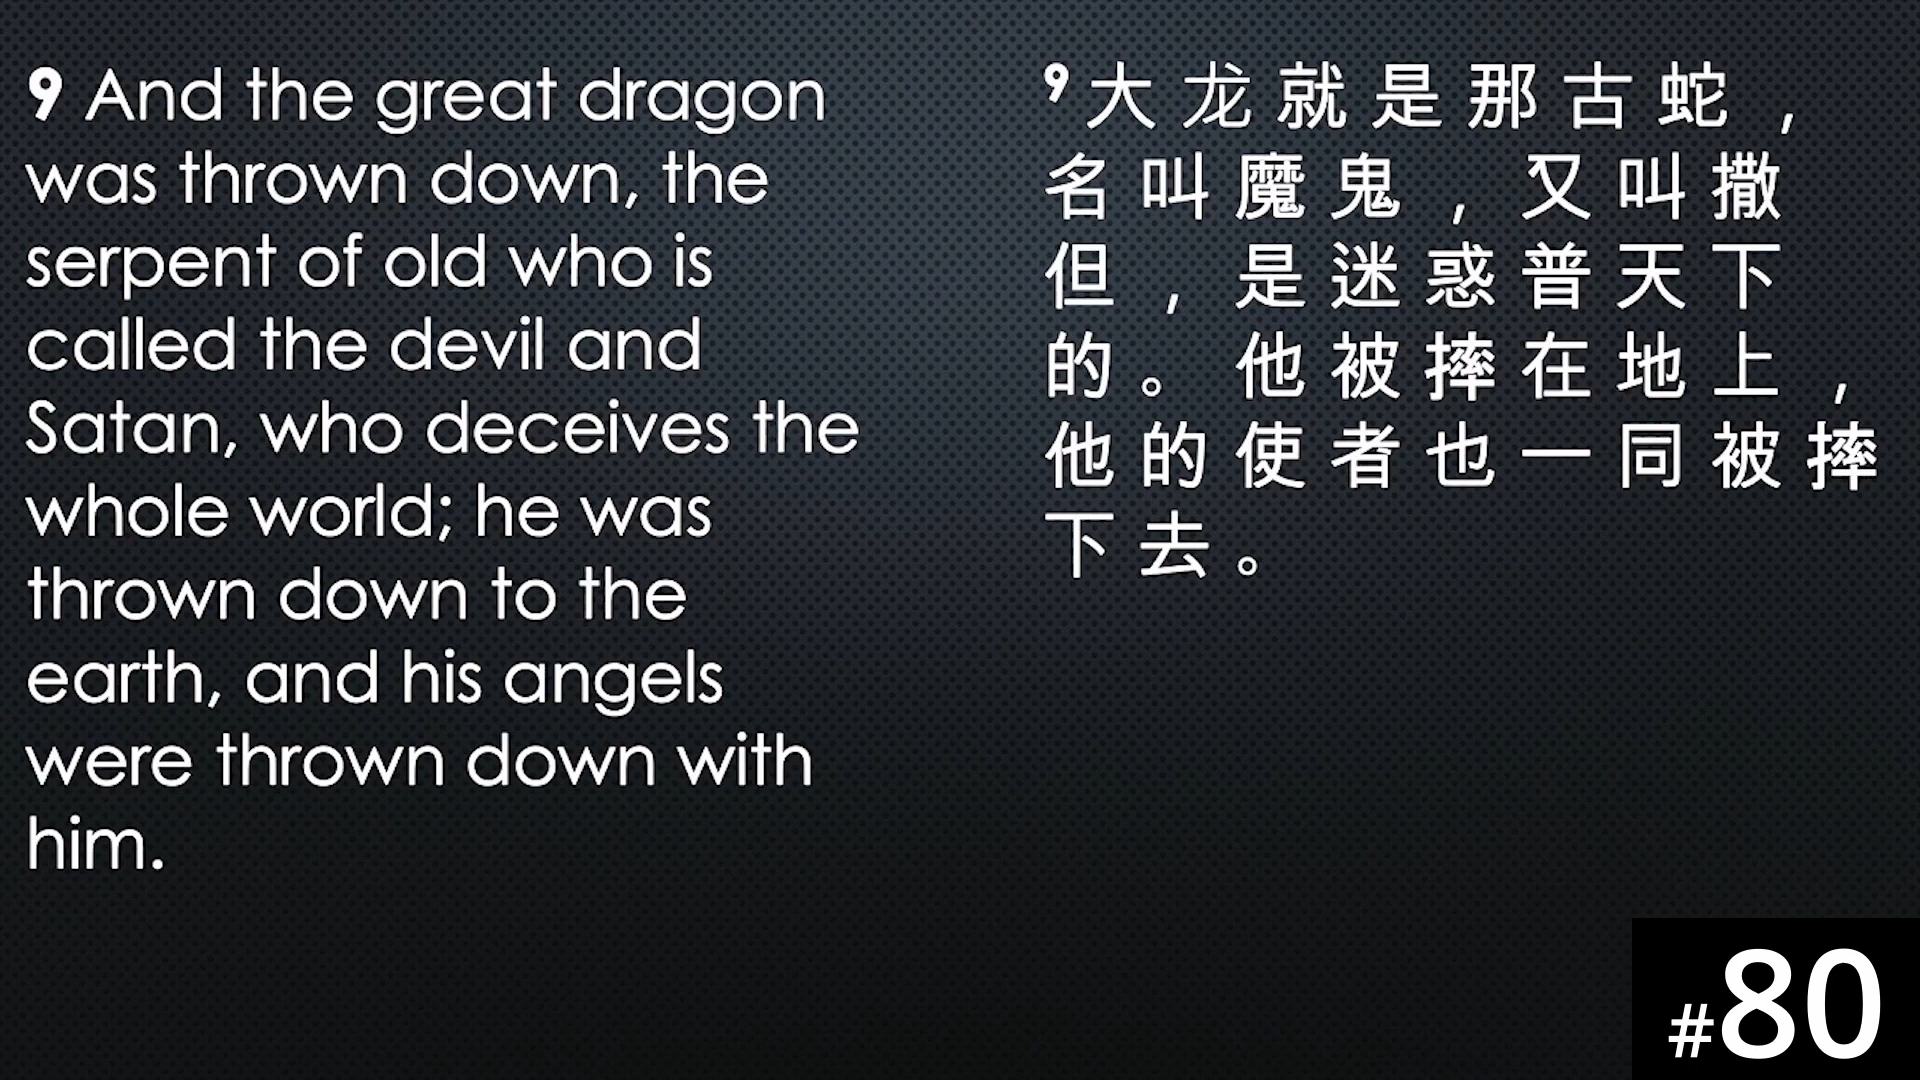 9 And the great dragon
was thrown down, the
serpent of old who is
called the devil and
Satan, who deceives the
whole world; he was
thrown down to the
earth, and his angels
were thrown down with
him.
9 大 龙 就 是 那 古 蛇 ，
名 叫 魔 鬼 ， 又 叫 撒
但 ， 是 迷 惑 普 天 下
的 。 他 被 摔 在 地 上 ，
他 的 使 者 也 一 同 被 摔
下 去 。
#80